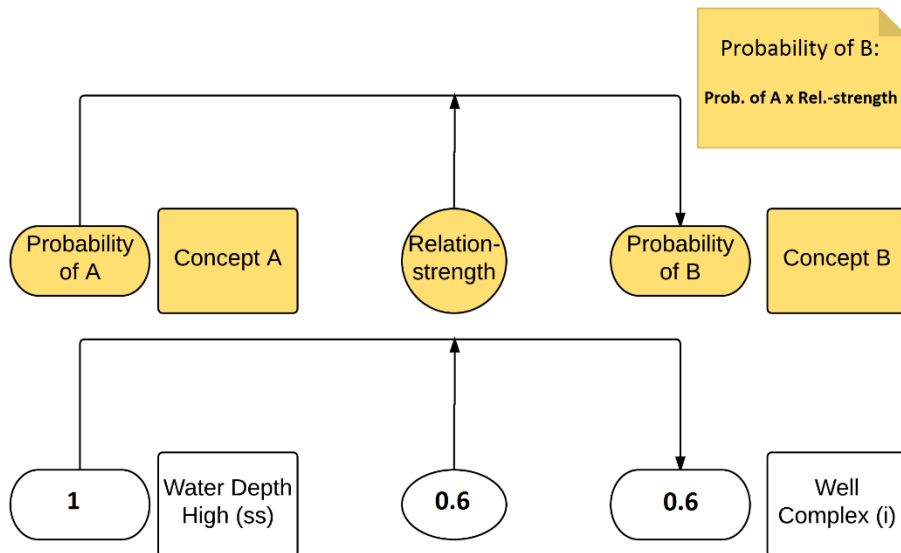 Probability of B:
Prob. of A x Rel.-strength
Probability
of A
Concept A
Relation-
strength
Probability
of B
Concept B
1
Water Depth
High (ss)
0.6
0.6
Well
Complex (i)